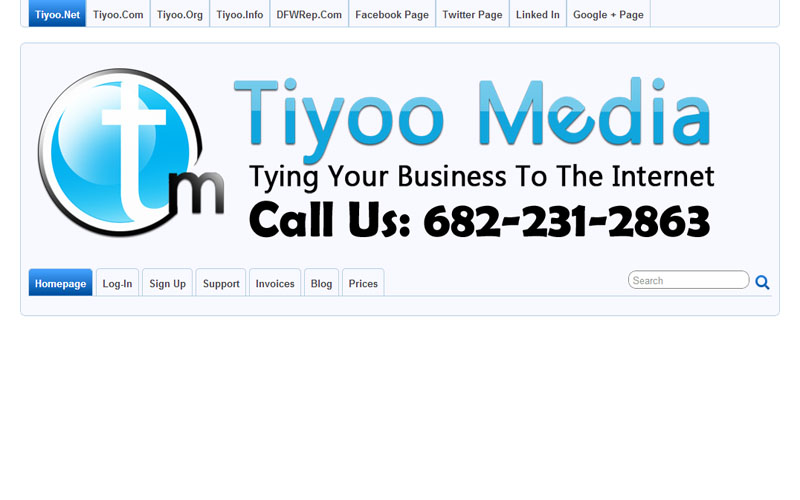 Tiyoo.Net Tiyoo.Com Tiyoo.Org Tiyoo.Info DFWRep.Com Facebook Page Twitter Page Linked In Google + Page
tm
Tiyoo Media
Tying Your Business To The Internet
Call Us: 682-231-2863
Homepage Log-In Sign Up Support Invoices Blog Prices Search